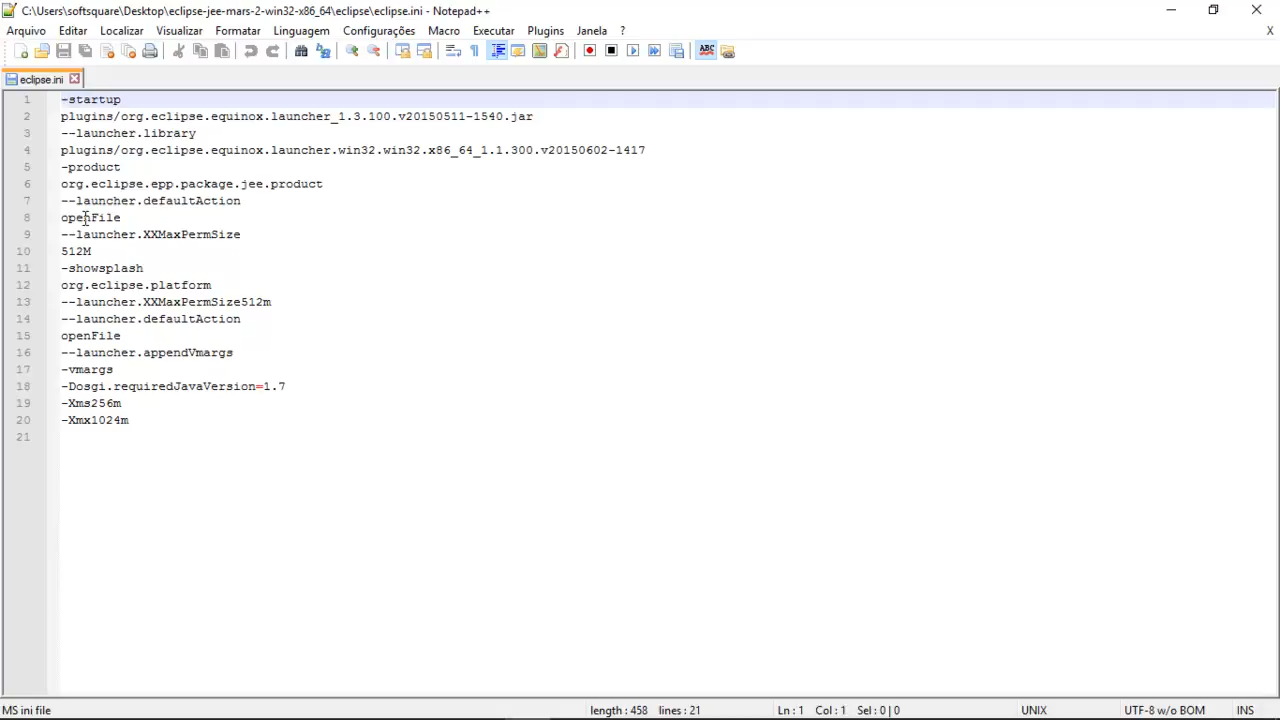 C:\Users\softsquare\Desktop\eclipse-jee-mars-2-win32-x86_64\eclipse\eclipse.ini - Notepad++
Arquivo Editar Localizar Visualizar Formatar Linguagem Configurações Macro Executar Plugins Janela ? X
ABC
eclipse.ini
1 -startup
2 plugins/org.eclipse.equinox.launcher_1.3.100.v20150511-1540.jar
3 --launcher.library
4 plugins/org.eclipse.equinox.launcher.win32.win32.x86_64_1.1.300.v20150602-1417
5 -product
6 org.eclipse.epp.package.jee.product
7 --launcher.defaultAction
8 openFile
9 --launcher.XXMaxPermSize
10 512M
11 -showsplash
12 org.eclipse.platform
13 --launcher.XXMaxPermSize512m
14 --launcher.defaultAction
15 openFile
16 --launcher.appendVmargs
17 -vmargs
18 -Dosgi.requiredJavaVersion=1.7
19 -Xms256m
20 -Xmx1024m
21
MS ini file length : 458 lines : 21 Ln : 1 Col : 1 Sel : 0 | 0 UNIX UTF-8 w/o BOM INS